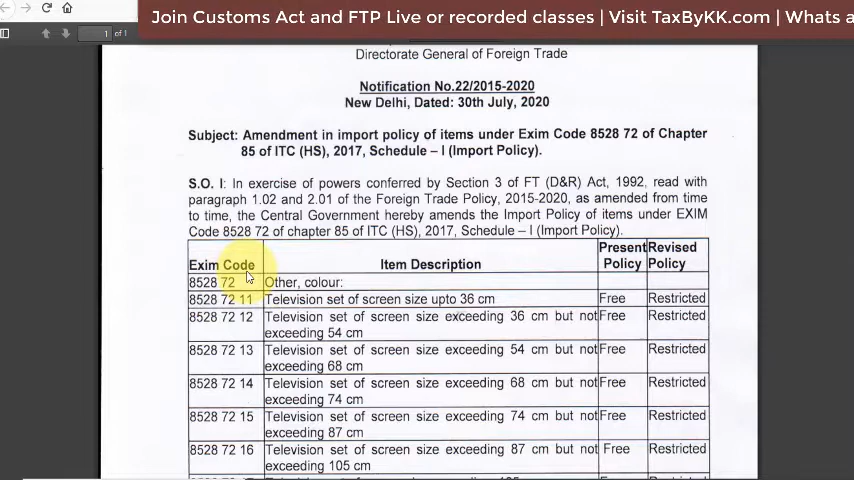 Join Customs Act and FTP Live or recorded classes | Visit TaxByKK.com | Whats a
1 of 1
Directorate General of Foreign Trade
Notification No.22/2015-2020
New Delhi, Dated: 30th July, 2020
Subject: Amendment in import policy of items under Exim Code 8528 72 of Chapter
85 of ITC (HS), 2017, Schedule – I (Import Policy).
S.O. I: In exercise of powers conferred by Section 3 of FT (D&R) Act, 1992, read with
paragraph 1.02 and 2.01 of the Foreign Trade Policy, 2015-2020, as amended from time
to time, the Central Government hereby amends the Import Policy of items under EXIM
Code 8528 72 of chapter 85 of ITC (HS), 2017, Schedule – I (Import Policy).
Exim Code Item Description Present Policy Revised Policy
8528 72 Other, colour:
8528 72 11 Television set of screen size upto 36 cm Free Restricted
8528 72 12 Television set of screen size exceeding 36 cm but not Free Restricted
exceeding 54 cm
8528 72 13 Television set of screen size exceeding 54 cm but not Free Restricted
exceeding 68 cm
8528 72 14 Television set of screen size exceeding 68 cm but not Free Restricted
exceeding 74 cm
8528 72 15 Television set of screen size exceeding 74 cm but not Free Restricted
exceeding 87 cm
8528 72 16 Television set of screen size exceeding 87 cm but not Free Restricted
exceeding 105 cm